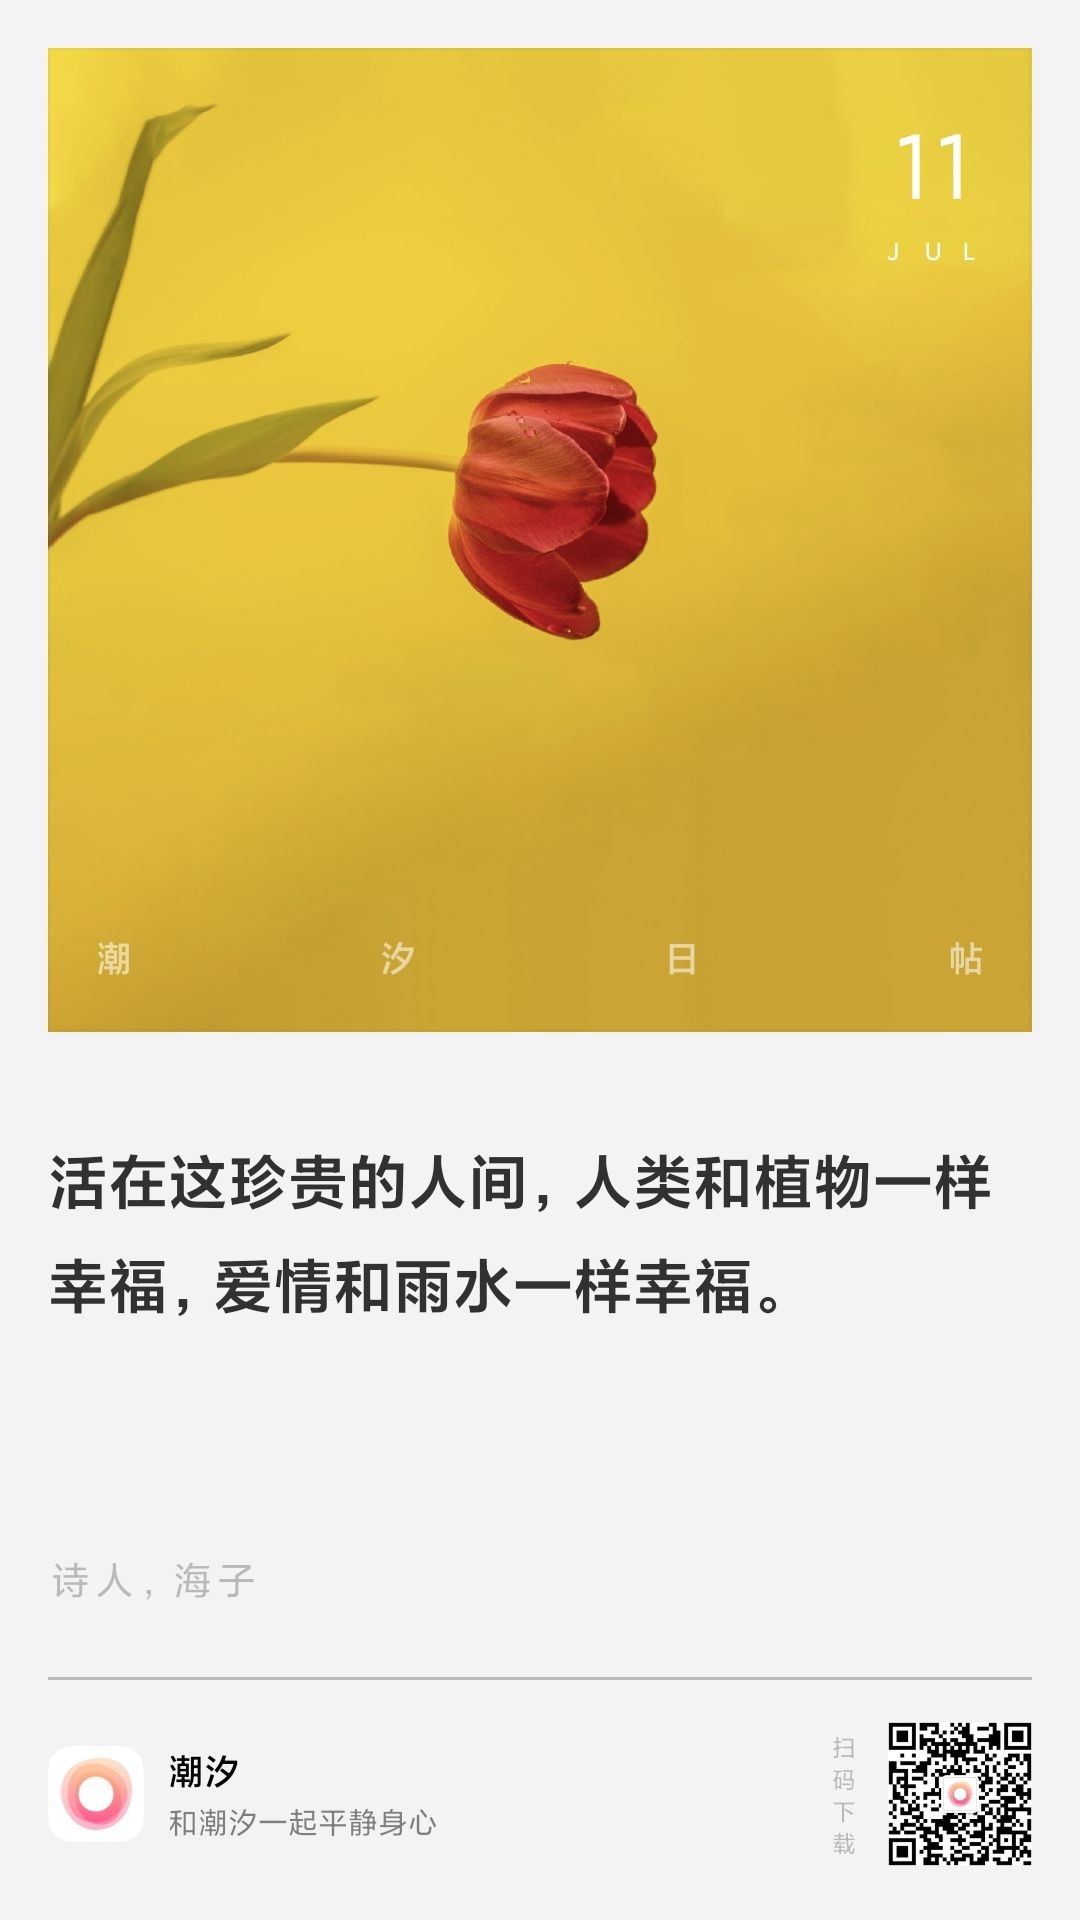 11
JUL
潮汐日帖
活在这珍贵的人间，人类和植物一样
幸福，爱情和雨水一样幸福。
诗人，海子
潮汐
和潮汐一起平静身心
扫码下载